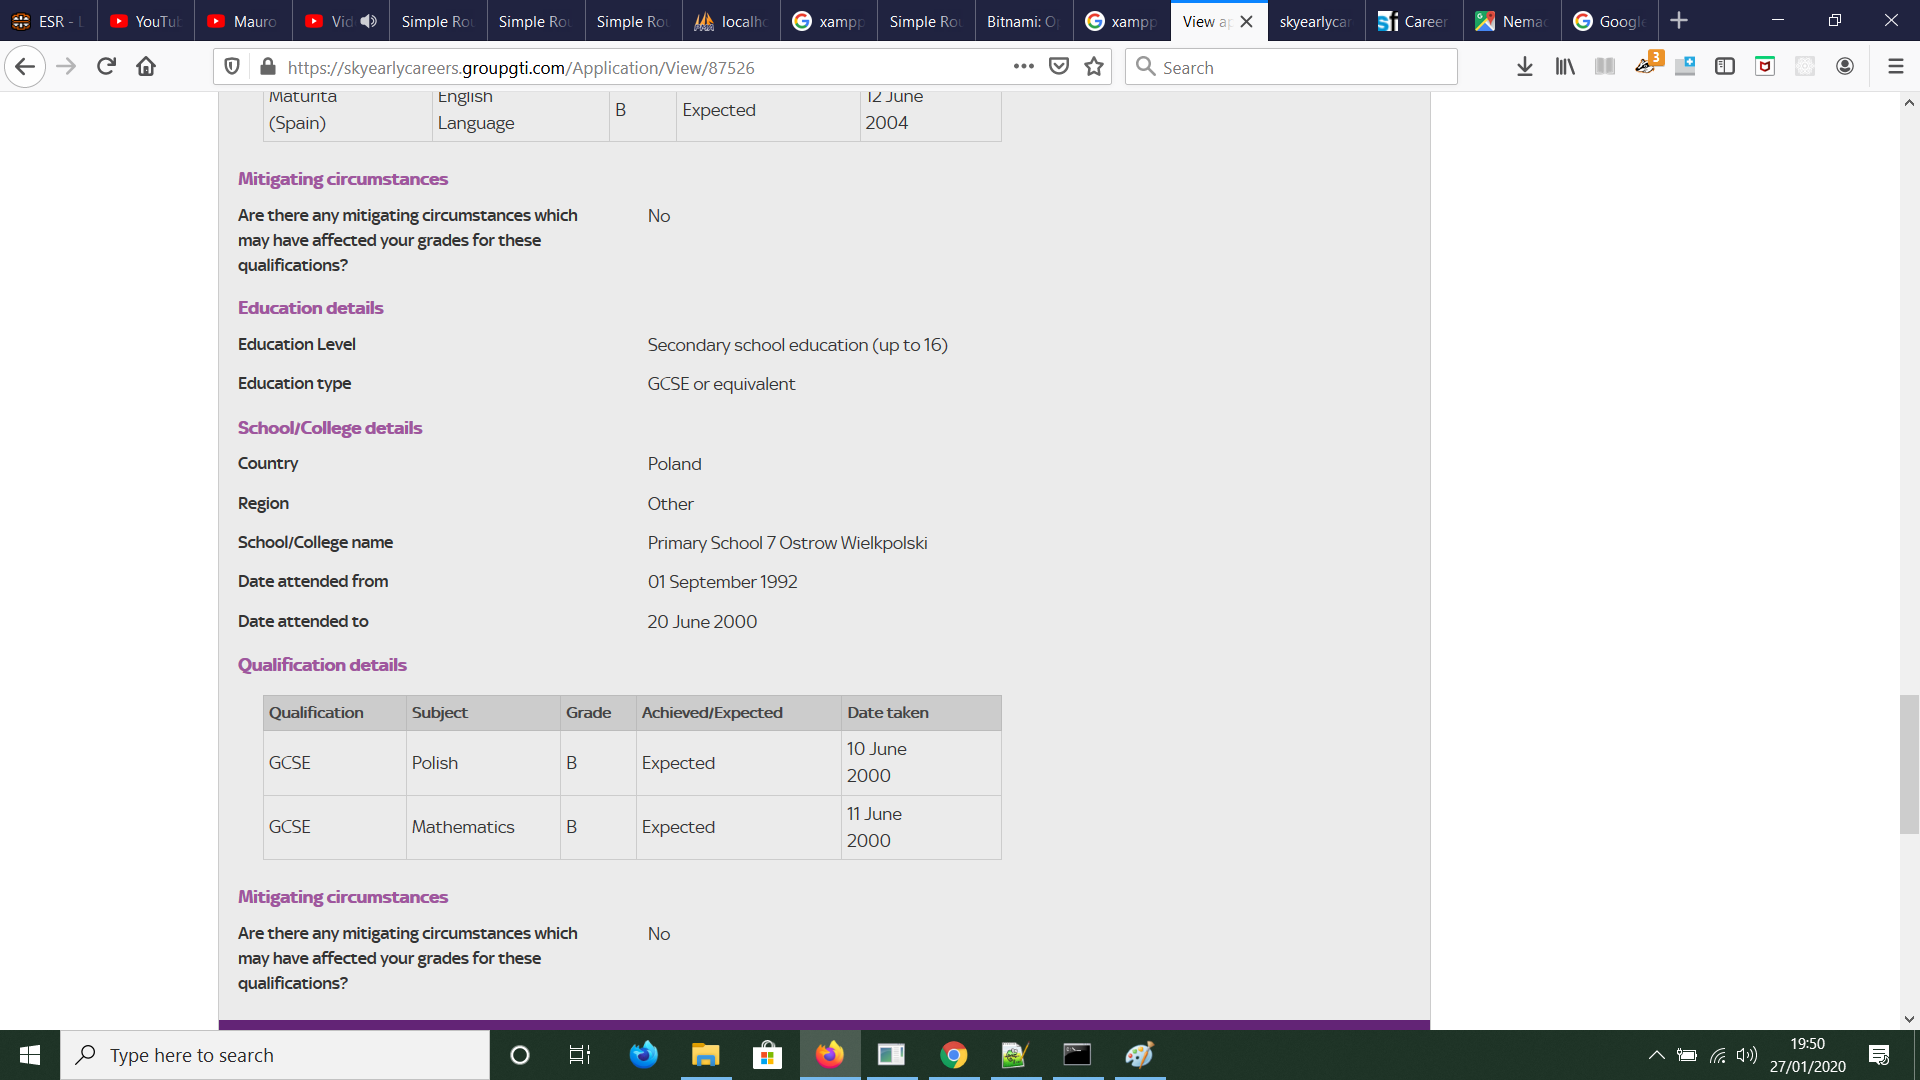 ESR -
YouTu
Mauro
Vid
Simple Ro
Simple Ro
Simple Ro
localh
xampp
Simple Ro
Bitnami: O
xampp
View a
skyearlycar
Career
Nema
Google
https://skyearlycareers.groupgti.com/Application/View/87526
Search
3
Maturita (Spain) English Language B Expected 12 June 2004
Mitigating circumstances
Are there any mitigating circumstances which No
may have affected your grades for these
qualifications?
Education details
Education Level Secondary school education (up to 16)
Education type GCSE or equivalent
School/College details
Country Poland
Region Other
School/College name Primary School 7 Ostrow Wielkpolski
Date attended from 01 September 1992
Date attended to 20 June 2000
Qualification details
Qualification Subject Grade Achieved/Expected Date taken
GCSE Polish B Expected 10 June 2000
GCSE Mathematics B Expected 11 June 2000
Mitigating circumstances
Are there any mitigating circumstances which No
may have affected your grades for these
qualifications?
Type here to search
19:50
27/01/2020